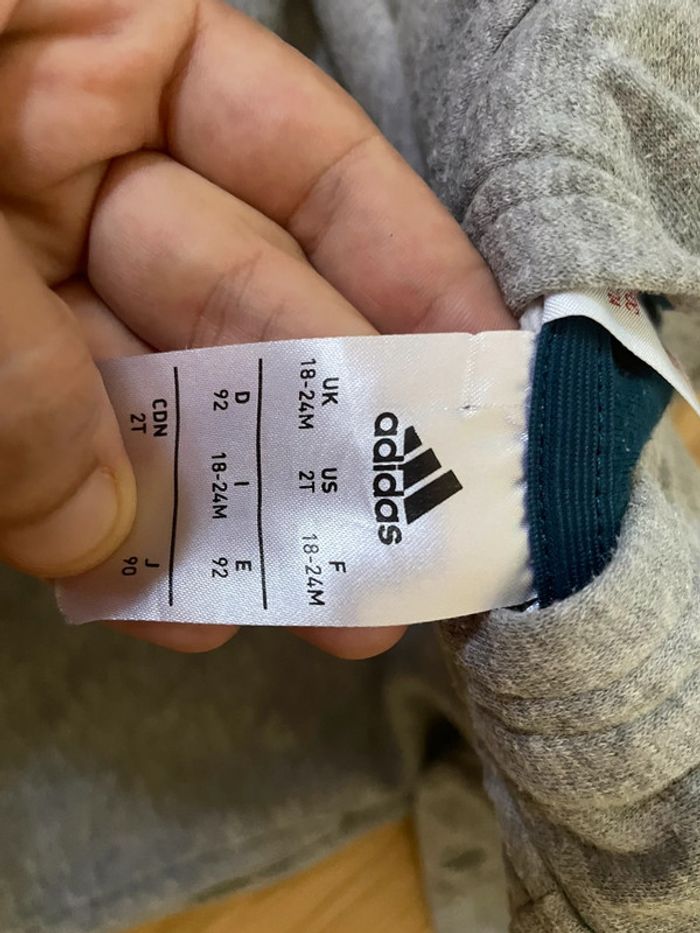 adidas
UK US F
18-24M 2T 18-24M
D I E
92 18-24M 92
CDN J
2T 90